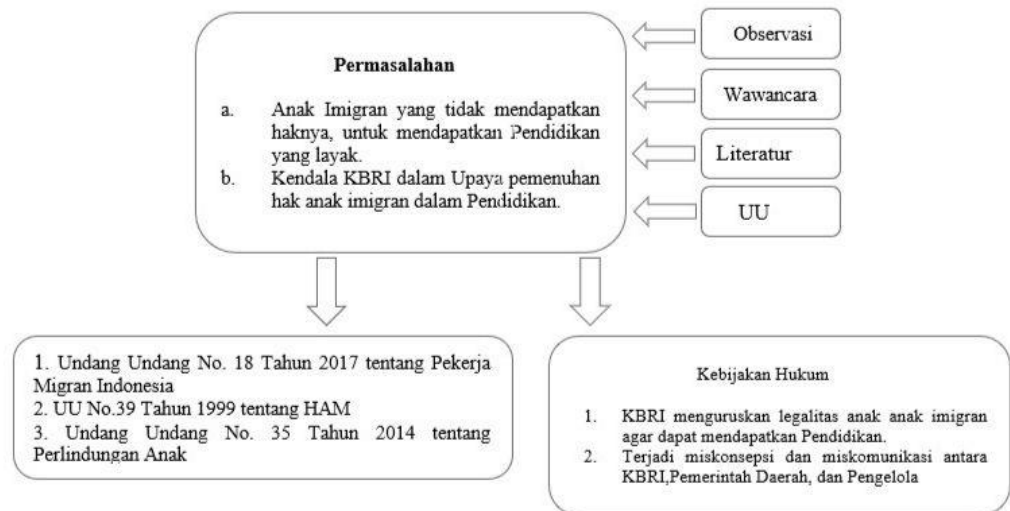 Permasalahan
a. Anak Imigran yang tidak mendapatkan
haknya, untuk mendapatkan Pendidikan
yang layak.
b. Kendala KBRI dalam Upaya pemenuhan
hak anak imigran dalam Pendidikan.
Observasi
Wawancara
Literatur
UU
1. Undang Undang No. 18 Tahun 2017 tentang Pekerja
Migran Indonesia
2. UU No.39 Tahun 1999 tentang HAM
3. Undang Undang No. 35 Tahun 2014 tentang
Perlindungan Anak
Kebijakan Hukum
1. KBRI menguruskan legalitas anak anak imigran
agar dapat mendapatkan Pendidikan.
2. Terjadi miskonsepsi dan miskomunikasi antara
KBRI,Pemerintah Daerah, dan Pengelola